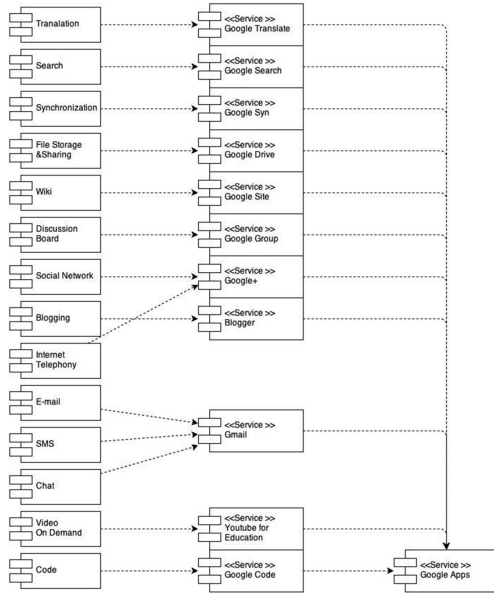 Tranalation
<<Service >>
Google Translate
Search
<<Service >>
Google Search
Synchronization
<<Service >>
Google Syn
File Storage
&Sharing
<<Service >>
Google Drive
Wiki
<<Service >>
Google Site
Discussion
Board
<<Service >>
Google Group
Social Network
<<Service >>
Google+
Blogging
<<Service >>
Blogger
Internet
Telephony
E-mail
<<Service >>
Gmail
SMS
Chat
Video
On Demand
<<Service >>
Youtube for
Education
Code
<<Service >>
Google Code
<<Service >>
Google Apps